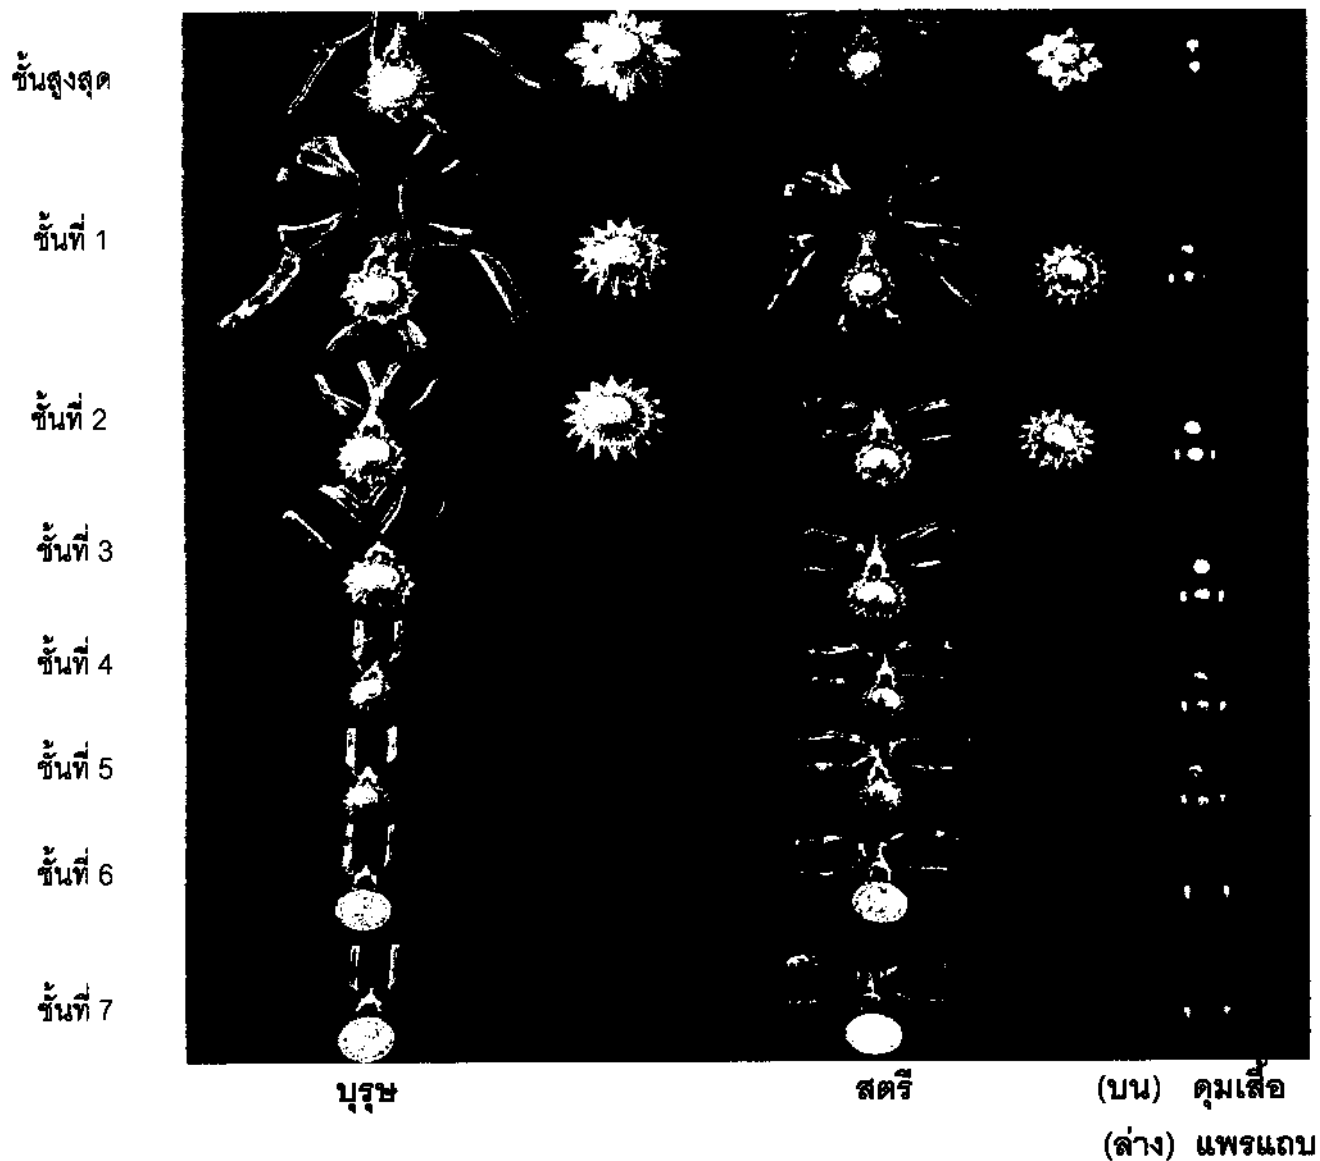 ชั้นสูงสุด
ชั้นที่ 1
ชั้นที่ 2
ชั้นที่ 3
ชั้นที่ 4
ชั้นที่ 5
ชั้นที่ 6
ชั้นที่ 7
บุรุษ สตรี (บน) ดุมเสื้อ
(ล่าง) แพรแถบ